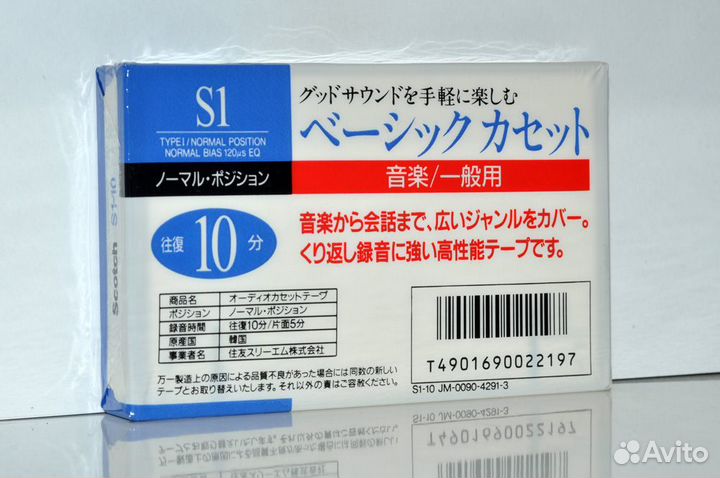 Scotch S1-10
S1
TYPE I / NORMAL POSITION
NORMAL BIAS 120μs EQ
ノーマル・ポジション
グッドサウンドを手軽に楽しむ
ベーシックカセット
音楽/一般用
往復 10分
音楽から会話まで、広いジャンルをカバー。
くり返し録音に強い高性能テープです。
商品名 オーディオカセットテープ
ポジション ノーマル・ポジション
録音時間 往復10分/片面5分
原産国 韓国
事業者名 住友スリーエム株式会社
万一製造上の原因による品質不良があった場合には同数の新しい
テープとお取り替えいたします。それ以外の責はご容赦ください。
T4901690022197
S1-10 JM-0090-4291-3
Avito